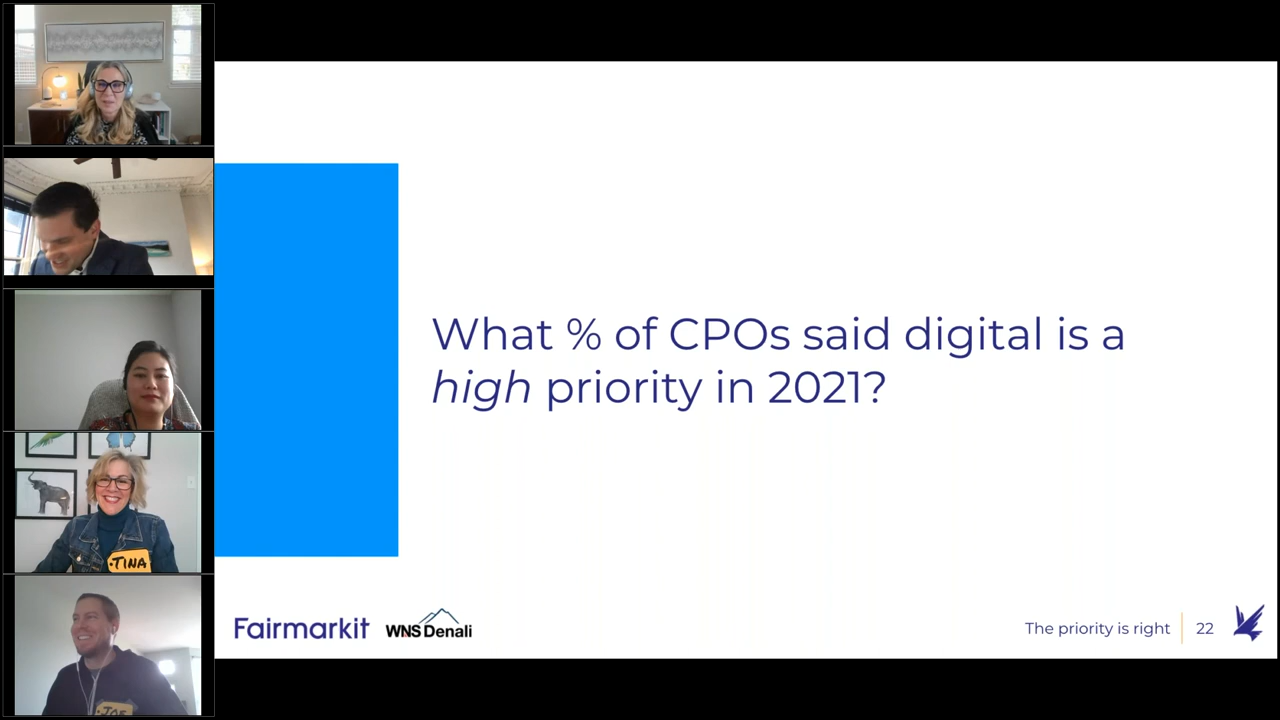 What % of CPOs said digital is a
high priority in 2021?
TINA
JOE
Fairmarkit
WNS Denali
The priority is right
22